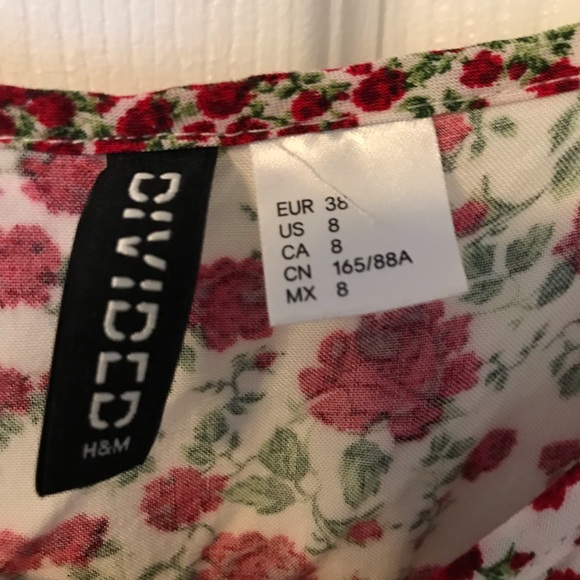 DIVIDED
H&M
EUR 38
US 8
CA 8
CN 165/88A
MX 8